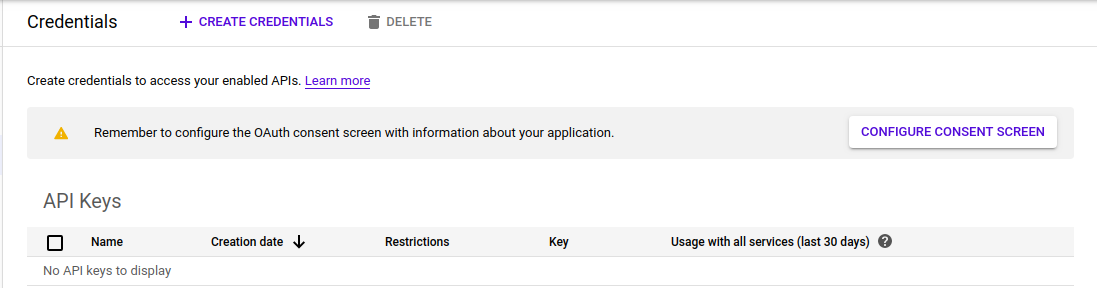 Credentials + CREATE CREDENTIALS DELETE
Create credentials to access your enabled APIs. Learn more
Remember to configure the OAuth consent screen with information about your application. CONFIGURE CONSENT SCREEN
API Keys
Name Creation date Restrictions Key Usage with all services (last 30 days) ?
No API keys to display